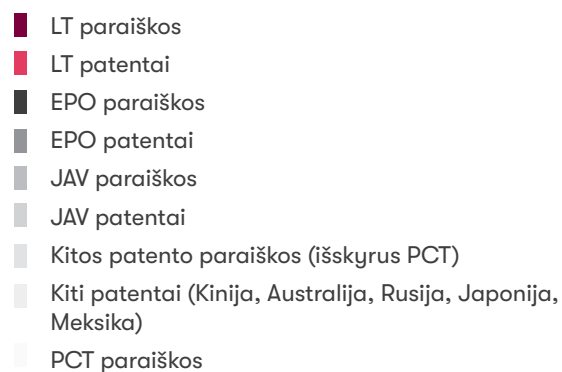 LT paraiškos
LT patentai
EPO paraiškos
EPO patentai
JAV paraiškos
JAV patentai
Kitos patento paraiškos (išskyrus PCT)
Kiti patentai (Kinija, Australija, Rusija, Japonija,
Meksika)
PCT paraiškos